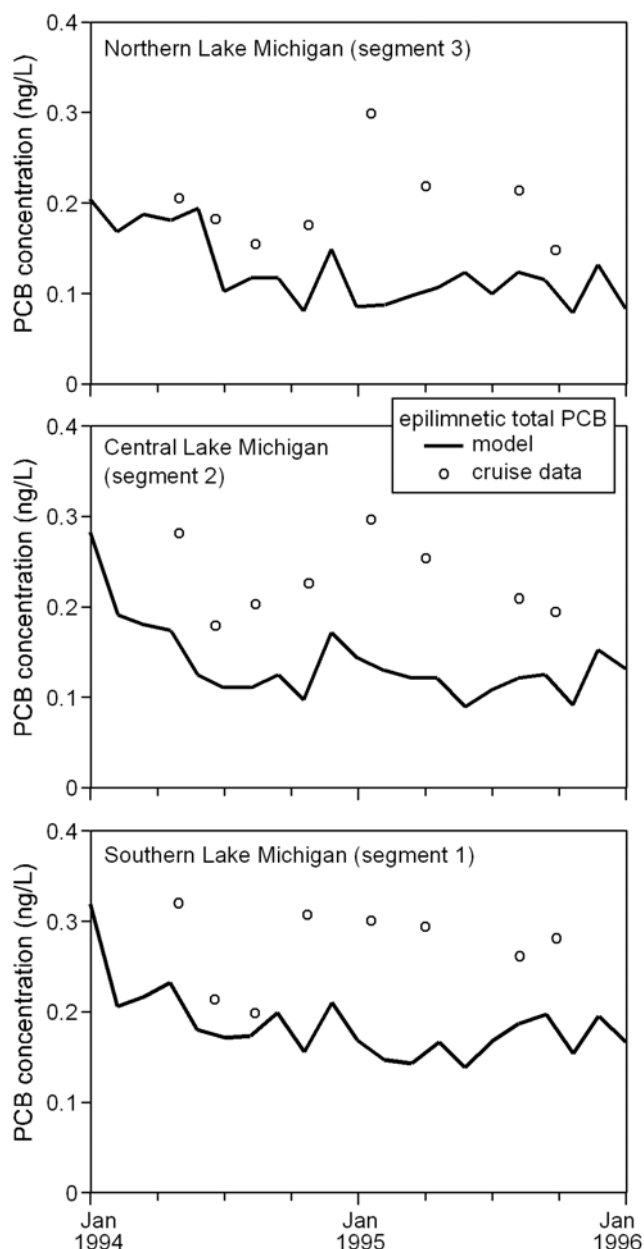 0.4
Northern Lake Michigan (segment 3)
0.3
0.2
0.1
0
PCB concentration (ng/L)
epilimnetic total PCB
model
cruise data
0.4
Central Lake Michigan
(segment 2)
0.3
0.2
0.1
0
PCB concentration (ng/L)
0.4
Southern Lake Michigan (segment 1)
0.3
0.2
0.1
0
PCB concentration (ng/L)
Jan Jan Jan
1994 1995 1996